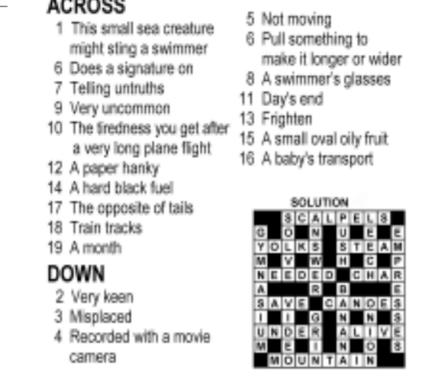 ACROSS
1 This small sea creature
might sting a swimmer
6 Does a signature on
7 Telling untruths
9 Very uncommon
10 The tiredness you get after
a very long plane flight
12 A paper hanky
14 A hard black fuel
17 The opposite of tails
18 Train tracks
19 A month
DOWN
2 Very keen
3 Misplaced
4 Recorded with a movie
camera
5 Not moving
6 Pull something to
make it longer or wider
8 A swimmer's glasses
11 Day's end
13 Frighten
15 A small oval oily fruit
16 A baby's transport
SOLUTION
SCALPELS
G O N U E E
YOLKS STEAM
M V W H C P
NEEDED CHAR
A R B E
SAVE CANOES
I I G N N S
UNDER ALIVE
M E I N O S
MOUNTAIN